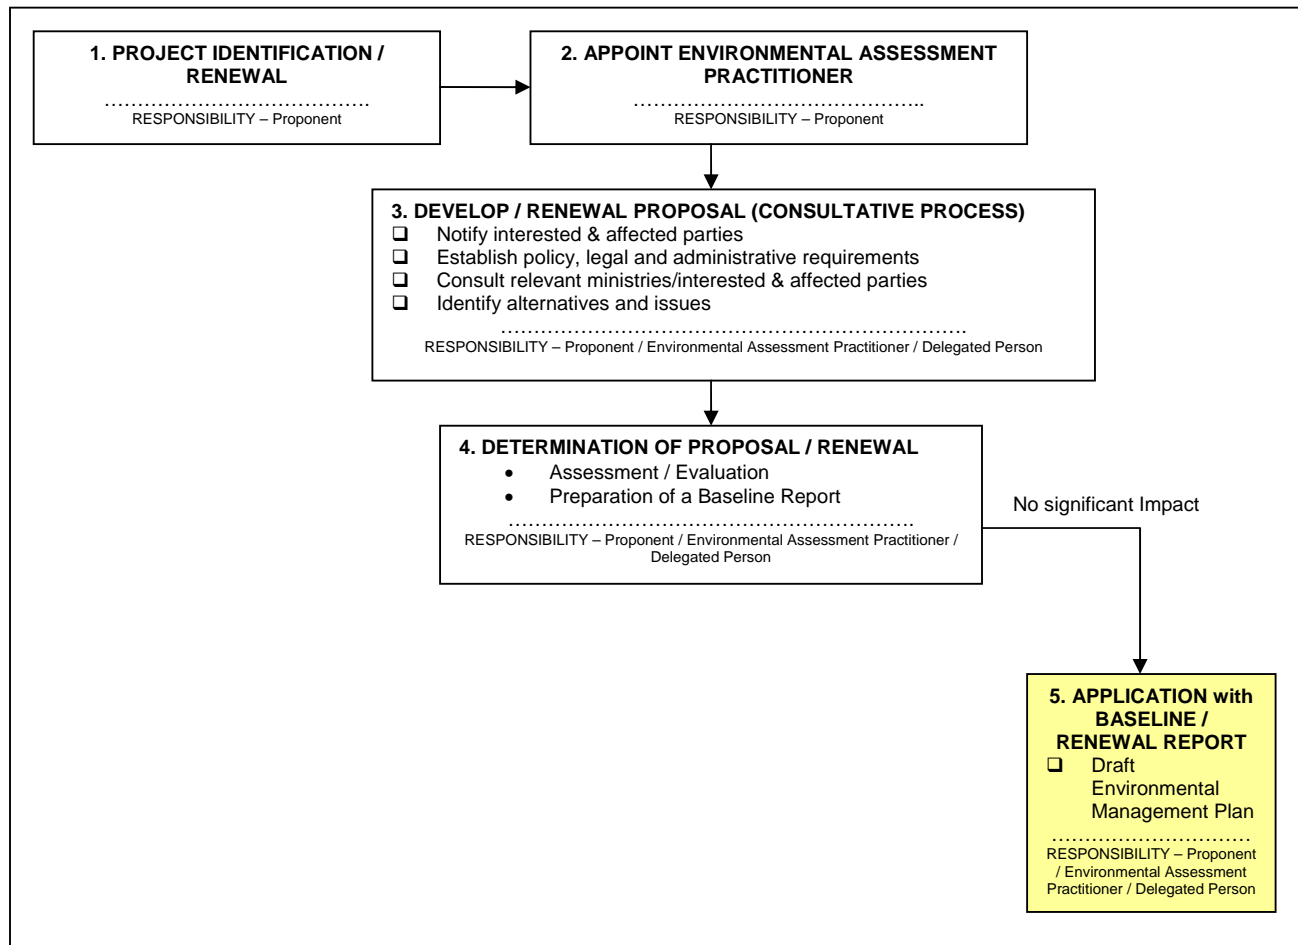 1. PROJECT IDENTIFICATION /
RENEWAL
………………………………….
RESPONSIBILITY – Proponent
2. APPOINT ENVIRONMENTAL ASSESSMENT
PRACTITIONER
……………………………………..
RESPONSIBILITY – Proponent
3. DEVELOP / RENEWAL PROPOSAL (CONSULTATIVE PROCESS)
❑ Notify interested & affected parties
❑ Establish policy, legal and administrative requirements
❑ Consult relevant ministries/interested & affected parties
❑ Identify alternatives and issues
…………………………………………………………….
RESPONSIBILITY – Proponent / Environmental Assessment Practitioner / Delegated Person
4. DETERMINATION OF PROPOSAL / RENEWAL
• Assessment / Evaluation
• Preparation of a Baseline Report
…………………………………………………….
RESPONSIBILITY – Proponent / Environmental Assessment Practitioner /
Delegated Person
No significant Impact
5. APPLICATION with
BASELINE /
RENEWAL REPORT
❑ Draft
Environmental
Management Plan
…………………………
RESPONSIBILITY – Proponent
/ Environmental Assessment
Practitioner / Delegated Person